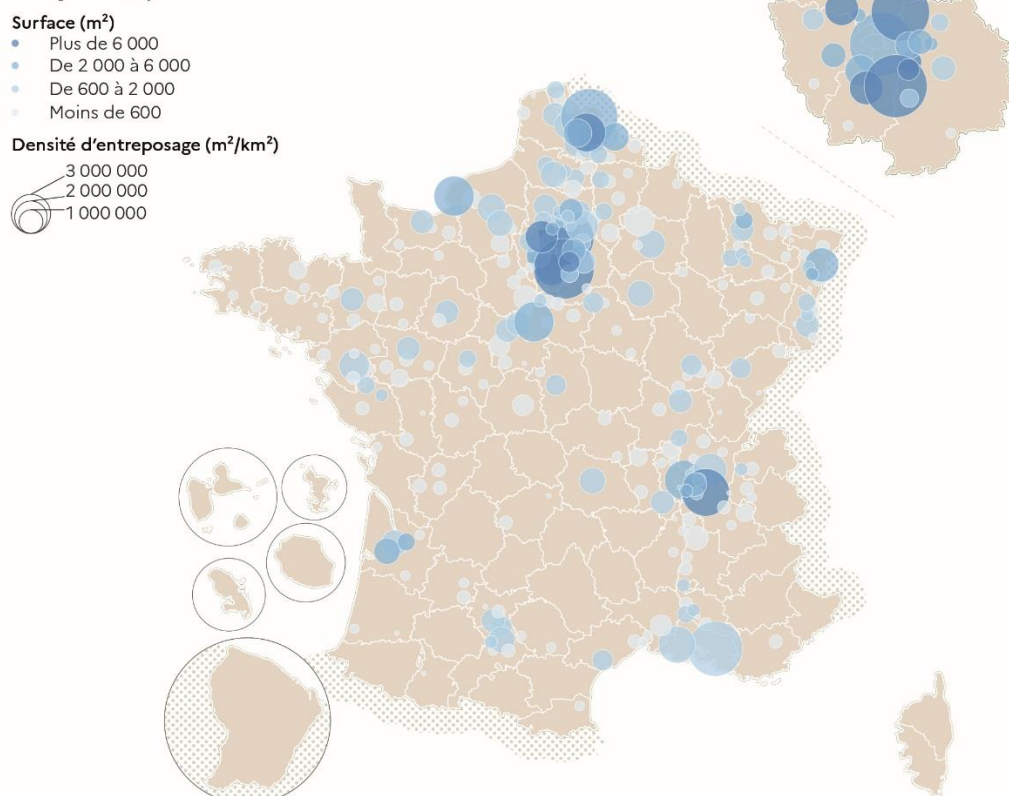 Surface (m²)
Plus de 6 000
De 2 000 à 6 000
De 600 à 2 000
Moins de 600
Densité d'entreposage (m²/km²)
3 000 000
2 000 000
1 000 000